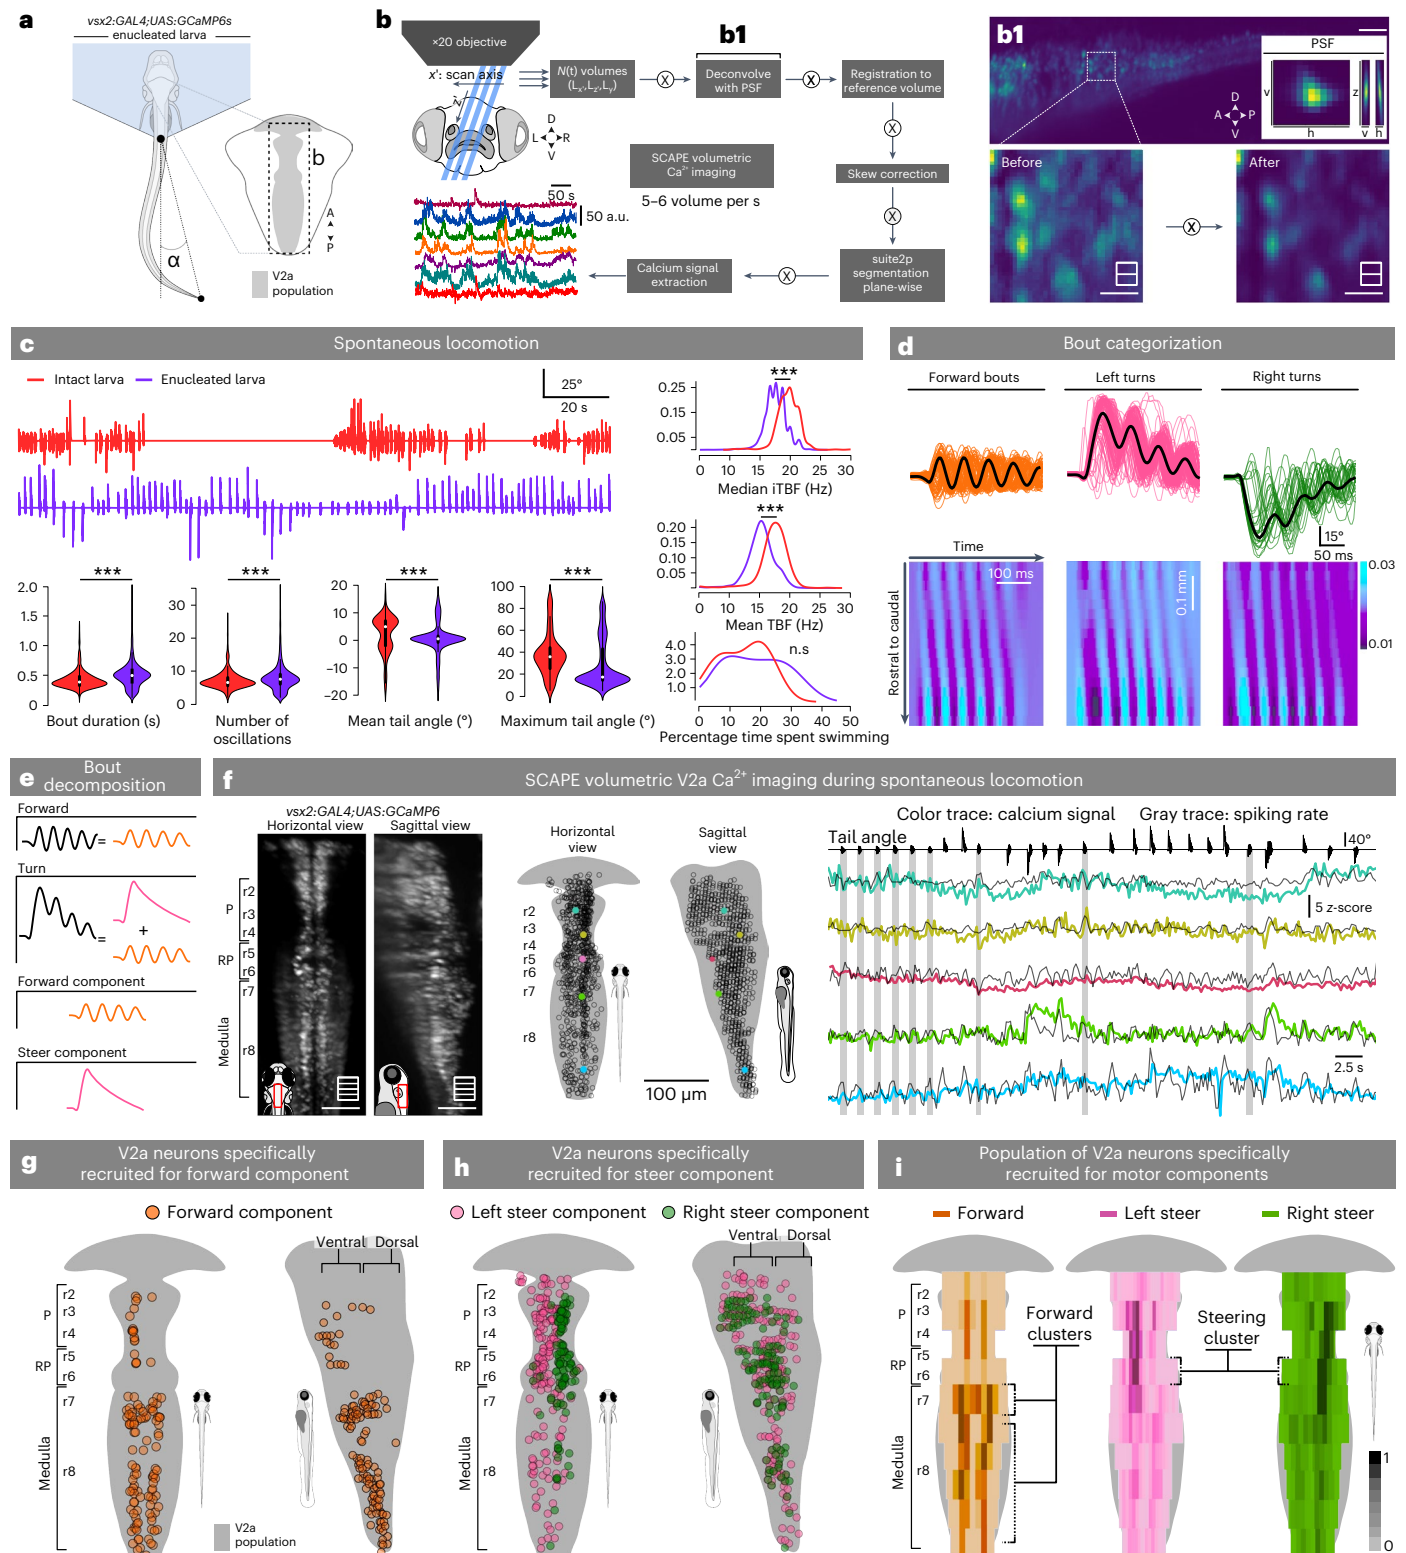 a
vsx2:GAL4;UAS:GCaMP6s
enucleated larva
α
b
A
P
V2a
population
b
×20 objective
x′: scan axis
z′
L
D
R
V
N(t) volumes
(Lx′,Lz′,Ly)
b1
Deconvolve
with PSF
Registration to
reference volume
SCAPE volumetric
Ca2+ imaging
5–6 volume per s
Skew correction
suite2p
segmentation
plane-wise
Calcium signal
extraction
50 s
50 a.u.
b1
PSF
v
h
z
v
h
D
A
P
V
Before
After
c
Spontaneous locomotion
Intact larva
Enucleated larva
25°
20 s
***
0.25
0.15
0.05
0
10
20
30
Median iTBF (Hz)
***
0.20
0.15
0.10
0.05
0
10
20
30
Mean TBF (Hz)
n.s
4.0
3.0
2.0
1.0
0
10
20
30
40
50
Percentage time spent swimming
***
2.0
1.5
1.0
0.5
0
Bout duration (s)
***
30
20
10
0
Number of
oscillations
***
20
10
0
−10
−20
Mean tail angle (°)
***
100
80
60
40
20
0
Maximum tail angle (°)
d
Bout categorization
Forward bouts
Left turns
Right turns
15°
50 ms
Time
Rostral to caudal
100 ms
0.1 mm
0.03
0.01
e
Bout
decomposition
Forward
=
Turn
=
+
Forward component
Steer component
f
SCAPE volumetric V2a Ca2+ imaging during spontaneous locomotion
vsx2:GAL4;UAS:GCaMP6
Horizontal view
Sagittal view
P
RP
Medulla
r2
r3
r4
r5
r6
r7
r8
Horizontal
view
Sagittal
view
r2
r3
r4
r5
r6
r7
r8
100 µm
Color trace: calcium signal
Gray trace: spiking rate
Tail angle
40°
5 z-score
2.5 s
g
V2a neurons specifically
recruited for forward component
Forward component
Ventral
Dorsal
P
RP
Medulla
r2
r3
r4
r5
r6
r7
r8
V2a
population
h
V2a neurons specifically
recruited for steer component
Left steer component
Right steer component
Ventral
Dorsal
P
RP
Medulla
r2
r3
r4
r5
r6
r7
r8
i
Population of V2a neurons specifically
recruited for motor components
Forward
Left steer
Right steer
P
RP
Medulla
r2
r3
r4
r5
r6
r7
r8
Forward
clusters
Steering
cluster
1
0